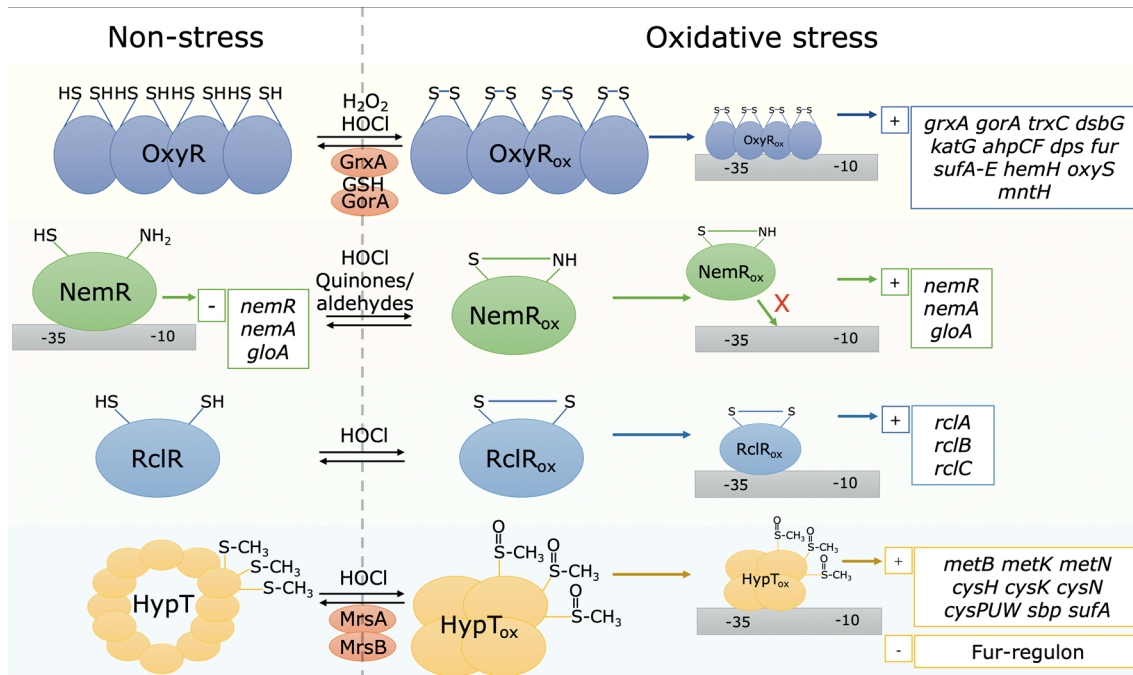 Non-stress
Oxidative stress
HS SHHS SHHS SHHS SH
OxyR
H₂O₂
HOCl
GrxA
GSH
GorA
S–S S–S S–S S–S
OxyRox
S–S S–S S–S S–S
OxyRox
-35 -10
+
grxA gorA trxC dsbG
katG ahpCF dps fur
sufA-E hemH oxyS
mntH
HS NH₂
NemR
-35 -10
-
nemR
nemA
gloA
HOCl
Quinones/
aldehydes
S NH
NemRox
S NH
NemRox
X
-35 -10
+
nemR
nemA
gloA
HS SH
RclR
HOCl
S S
RclRox
S S
RclRox
-35 -10
+
rclA
rclB
rclC
S–CH₃
S–CH₃
S–CH₃
HypT
HOCl
MrsA
MrsB
O
S–CH₃
O
S–CH₃
O
S–CH₃
HypTox
O
S–CH₃
O
S–CH₃
O
S–CH₃
HypTox
-35 -10
+
metB metK metN
cysH cysK cysN
cysPUW sbp sufA
-
Fur-regulon